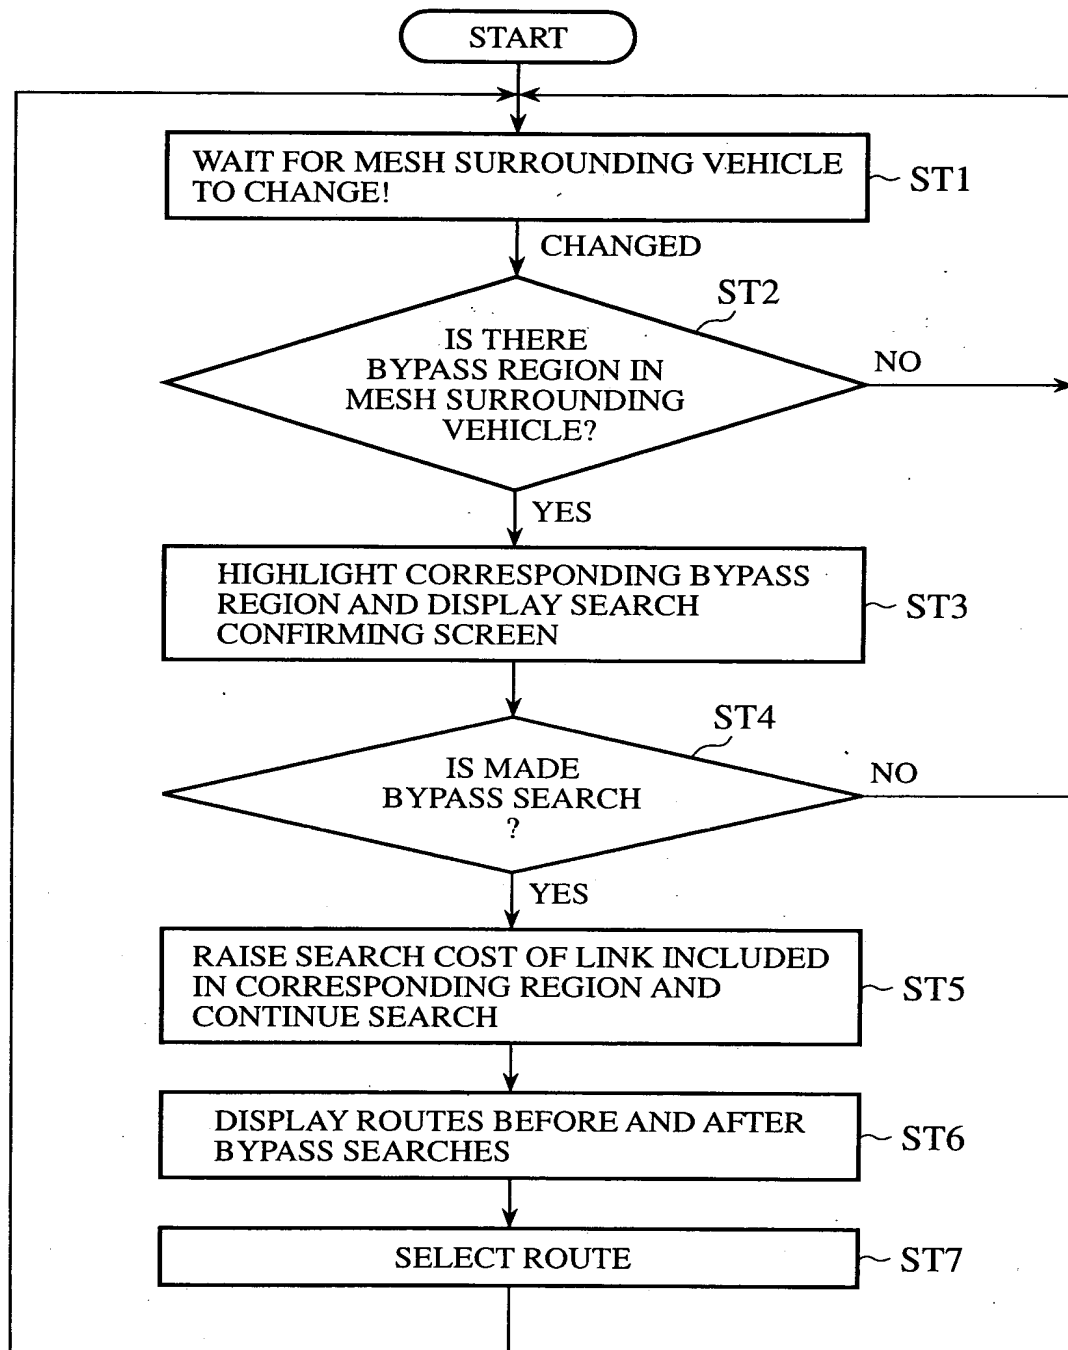 START
WAIT FOR MESH SURROUNDING VEHICLE
TO CHANGE!
ST1
CHANGED
ST2
IS THERE
BYPASS REGION IN
MESH SURROUNDING
VEHICLE?
NO
YES
HIGHLIGHT CORRESPONDING BYPASS
REGION AND DISPLAY SEARCH
CONFIRMING SCREEN
ST3
ST4
IS MADE
BYPASS SEARCH
?
NO
YES
RAISE SEARCH COST OF LINK INCLUDED
IN CORRESPONDING REGION AND
CONTINUE SEARCH
ST5
DISPLAY ROUTES BEFORE AND AFTER
BYPASS SEARCHES
ST6
SELECT ROUTE
ST7